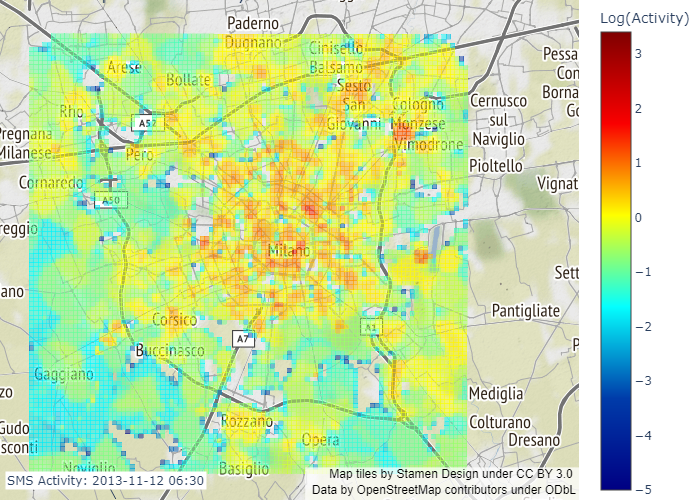 Log(Activity)
Paderno
Dugnano
Cinisello
Balsamo
Pessa
Con
Arese
Bollate
Sesto
San
Giovanni
Borna
Go
Rho
A52
Cologno
Monzese
Cernusco
sul
Naviglio
Pregnana
Milanese
Pero
Vimodrone
Pioltello
Cornaredo
A50
Vignat
reggio
Milano
Sett
ano
Pantigliate
Corsico
A1
A7
Buccinasco
P
Gaggiano
zo
Mediglia
Rozzano
Colturano
Gudo
sconti
Opera
Dresano
Noviglio
Basiglio
SMS Activity: 2013-11-12 06:30
Map tiles by Stamen Design under CC BY 3.0
Data by OpenStreetMap contributors under ODbL
3
2
1
0
−1
−2
−3
−4
−5